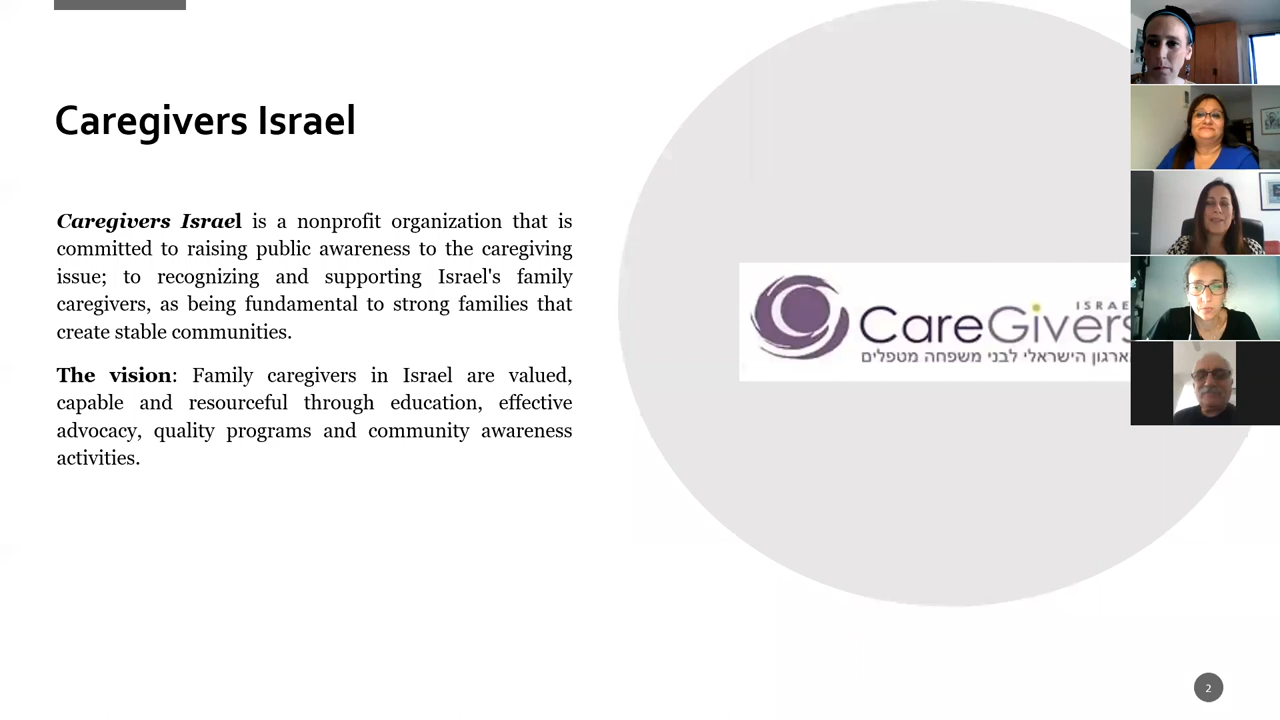 Caregivers Israel
Caregivers Israel is a nonprofit organization that is
committed to raising public awareness to the caregiving
issue; to recognizing and supporting Israel's family
caregivers, as being fundamental to strong families that
create stable communities.
The vision: Family caregivers in Israel are valued,
capable and resourceful through education, effective
advocacy, quality programs and community awareness
activities.
ISRAE
CareGivers
ארגון הישראלי לבני משפחה מטפלים
2